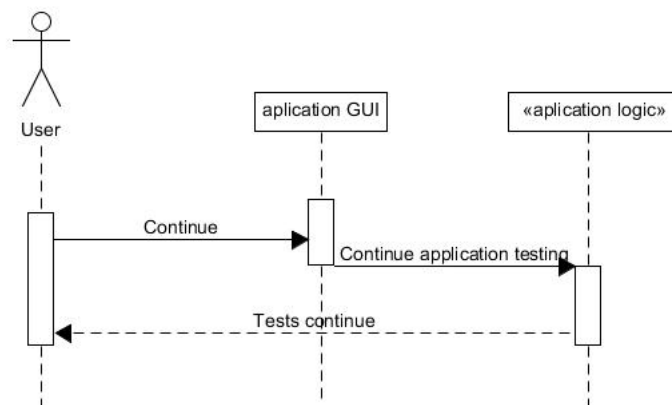 aplication GUI
«aplication logic»
User
Continue
Continue application testing
Tests continue